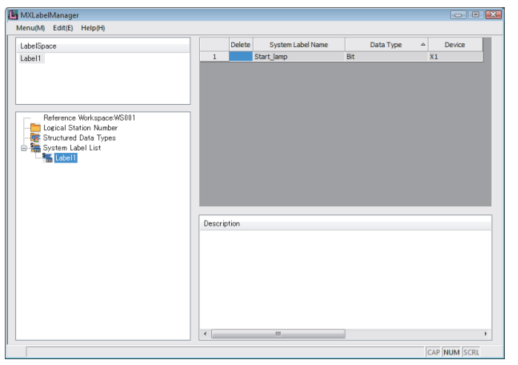 MXLabelManager
Menu(M) Edit(E) Help(H)
LabelSpace
Label1
Delete System Label Name Data Type Device
1 Start_lamp Bit X1
Reference Workspace:WS001
Logical Station Number
Structured Data Types
System Label List
Label1
Description
CAP NUM SCRL